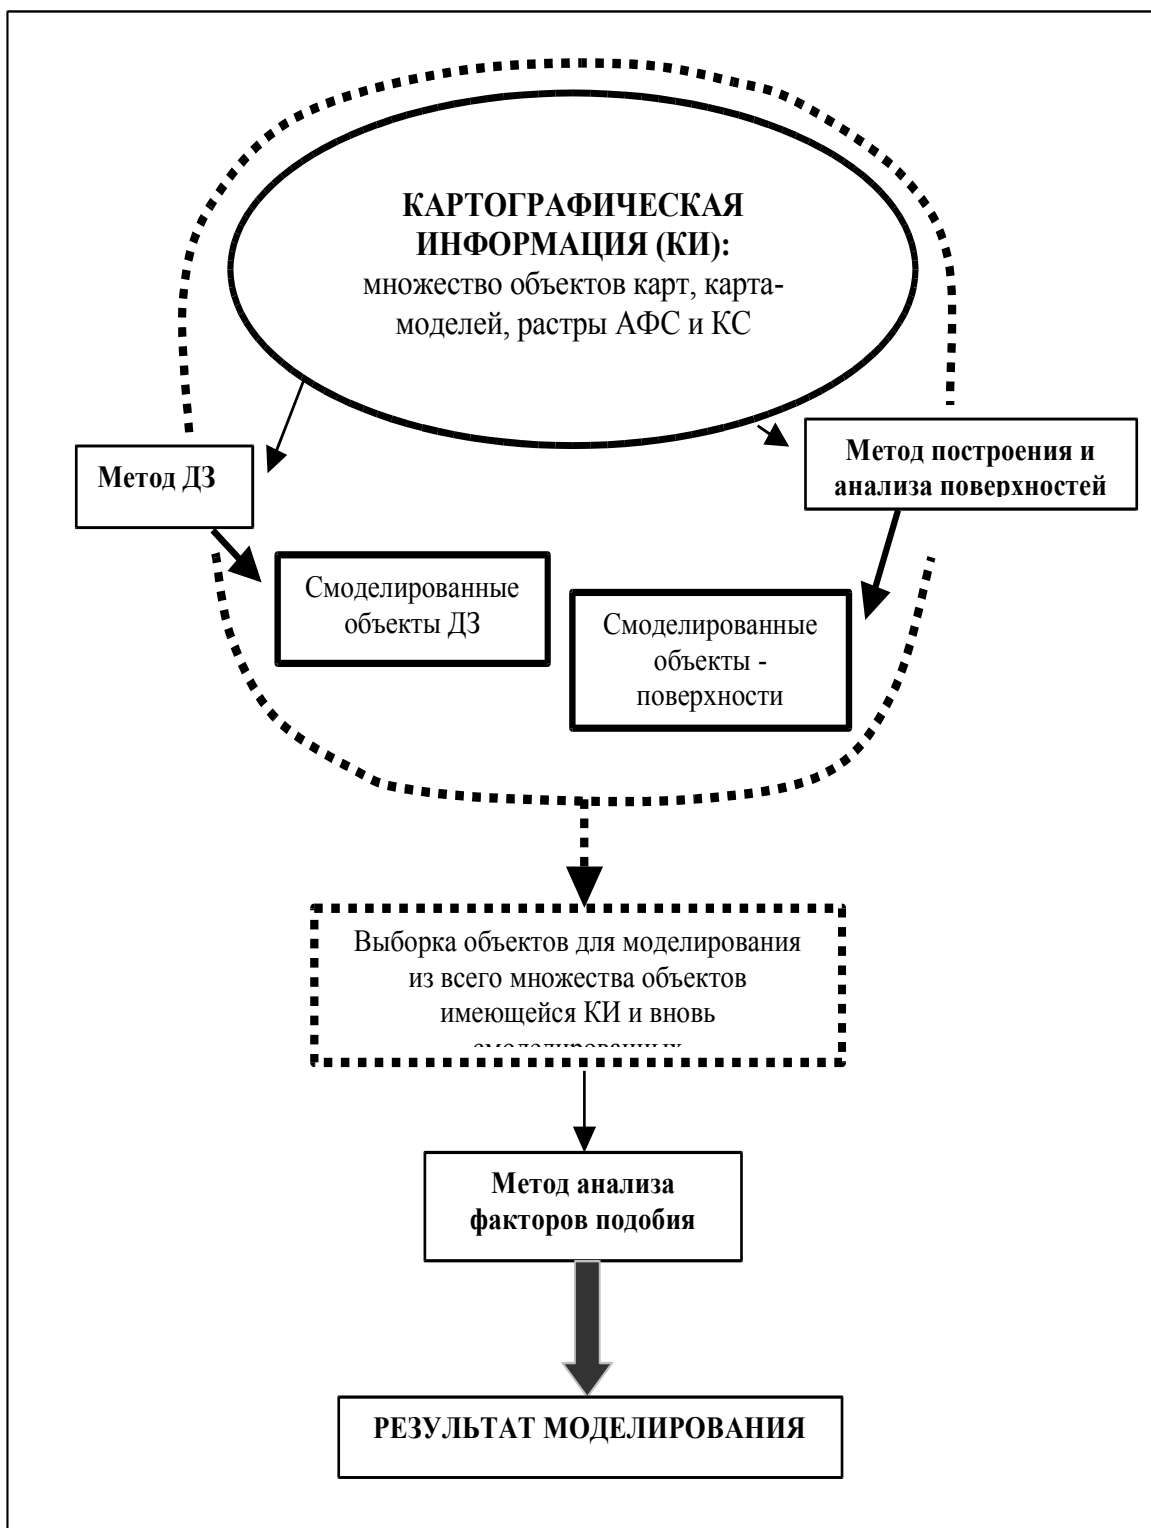 КАРТОГРАФИЧЕСКАЯ
ИНФОРМАЦИЯ (КИ):
множество объектов карт, карта-
моделей, растры АФС и КС
Метод ДЗ
Метод построения и
анализа поверхностей
Смоделированные
объекты ДЗ
Смоделированные
объекты -
поверхности
Выборка объектов для моделирования
из всего множества объектов
имеющейся КИ и вновь
смоделированных
Метод анализа
факторов подобия
РЕЗУЛЬТАТ МОДЕЛИРОВАНИЯ